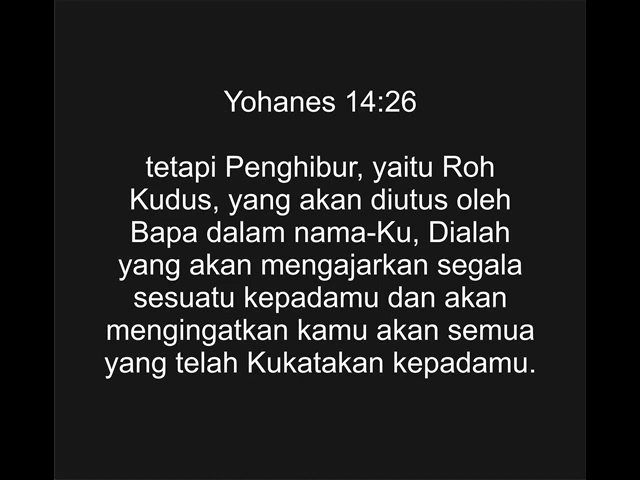 Yohanes 14:26
tetapi Penghibur, yaitu Roh
Kudus, yang akan diutus oleh
Bapa dalam nama-Ku, Dialah
yang akan mengajarkan segala
sesuatu kepadamu dan akan
mengingatkan kamu akan semua
yang telah Kukatakan kepadamu.